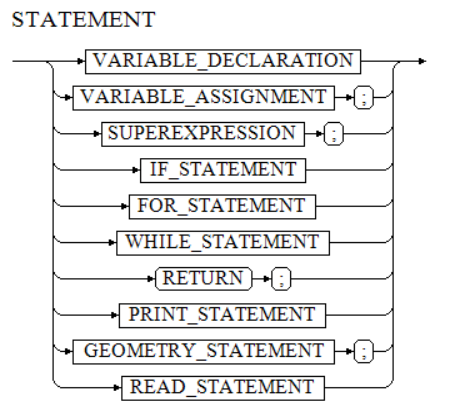 STATEMENT
VARIABLE_DECLARATION
VARIABLE_ASSIGNMENT ;
SUPEREXPRESSION ;
IF_STATEMENT
FOR_STATEMENT
WHILE_STATEMENT
RETURN ;
PRINT_STATEMENT
GEOMETRY_STATEMENT ;
READ_STATEMENT